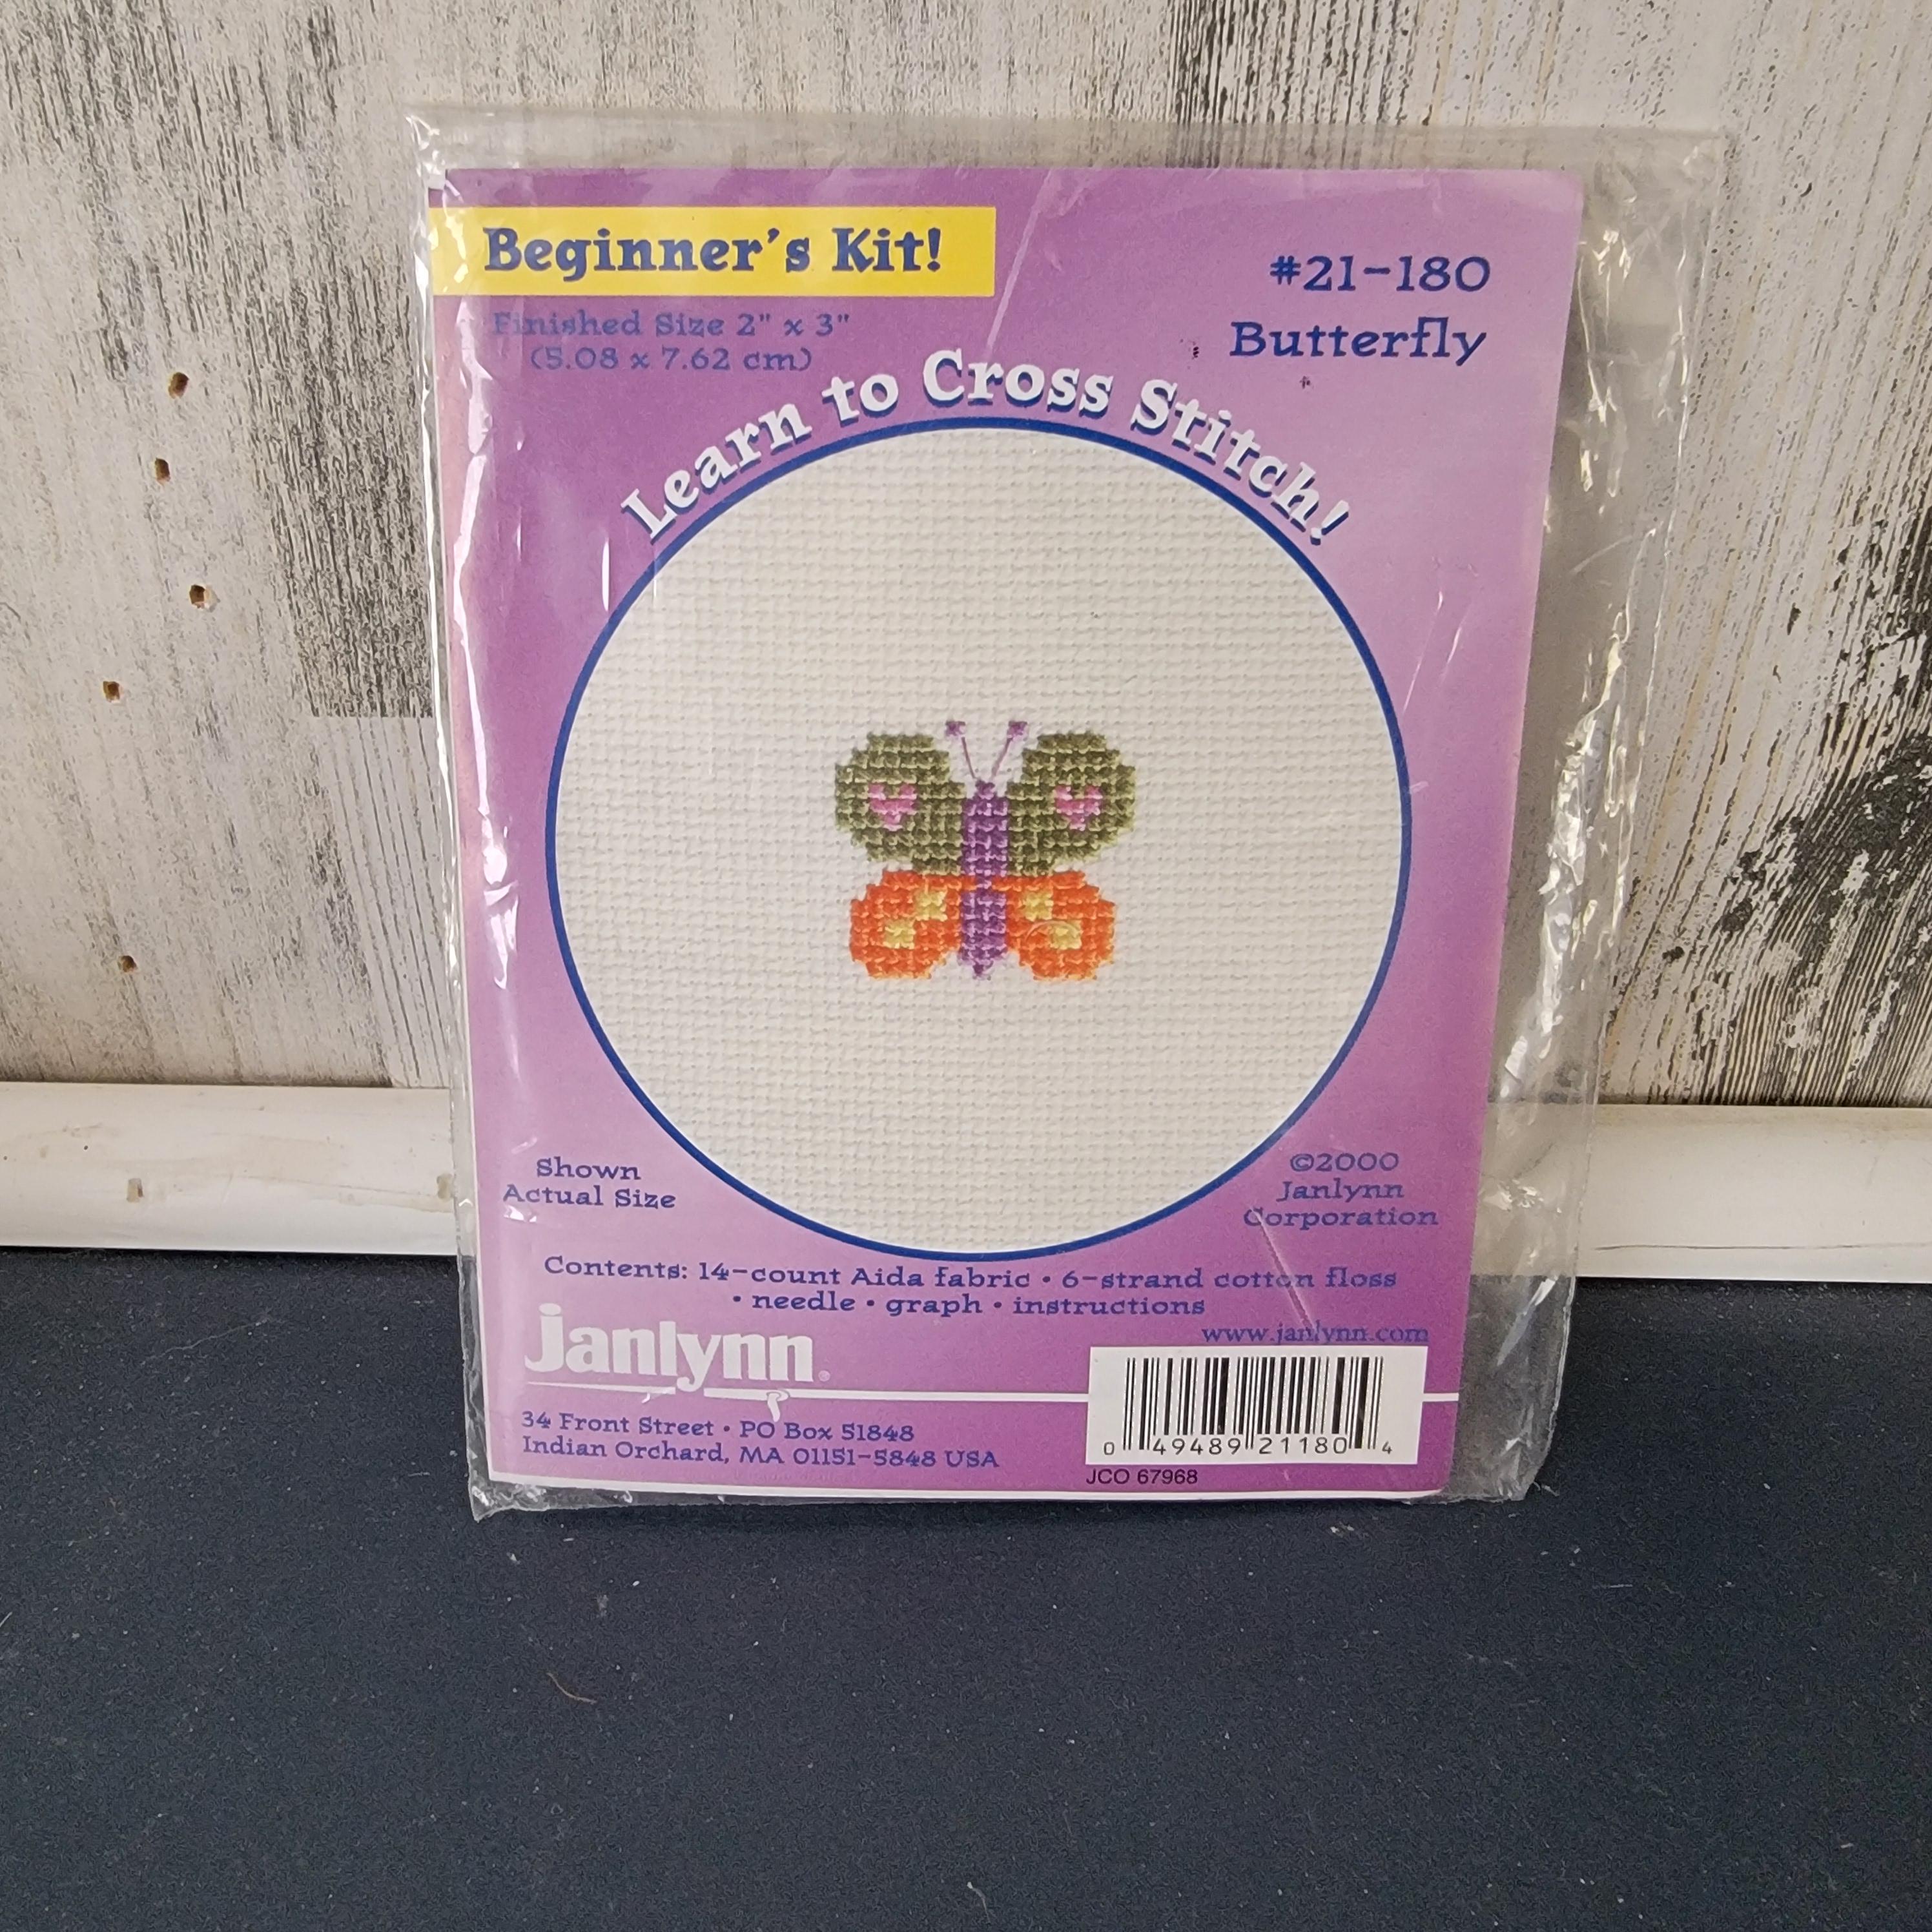 Beginner's Kit!
#21-180
Butterfly
Finished Size 2" x 3"
(5.08 x 7.62 cm)
Learn to Cross Stitch!
Shown
Actual Size
©2000
Janlynn
Corporation
Contents: 14-count Aida fabric • 6-strand cotton floss
• needle • graph • instructions
www.janlynn.com
janlynn®
34 Front Street • PO Box 51848
Indian Orchard, MA 01151-5848 USA
0 49489 21180 4
JCO 67968